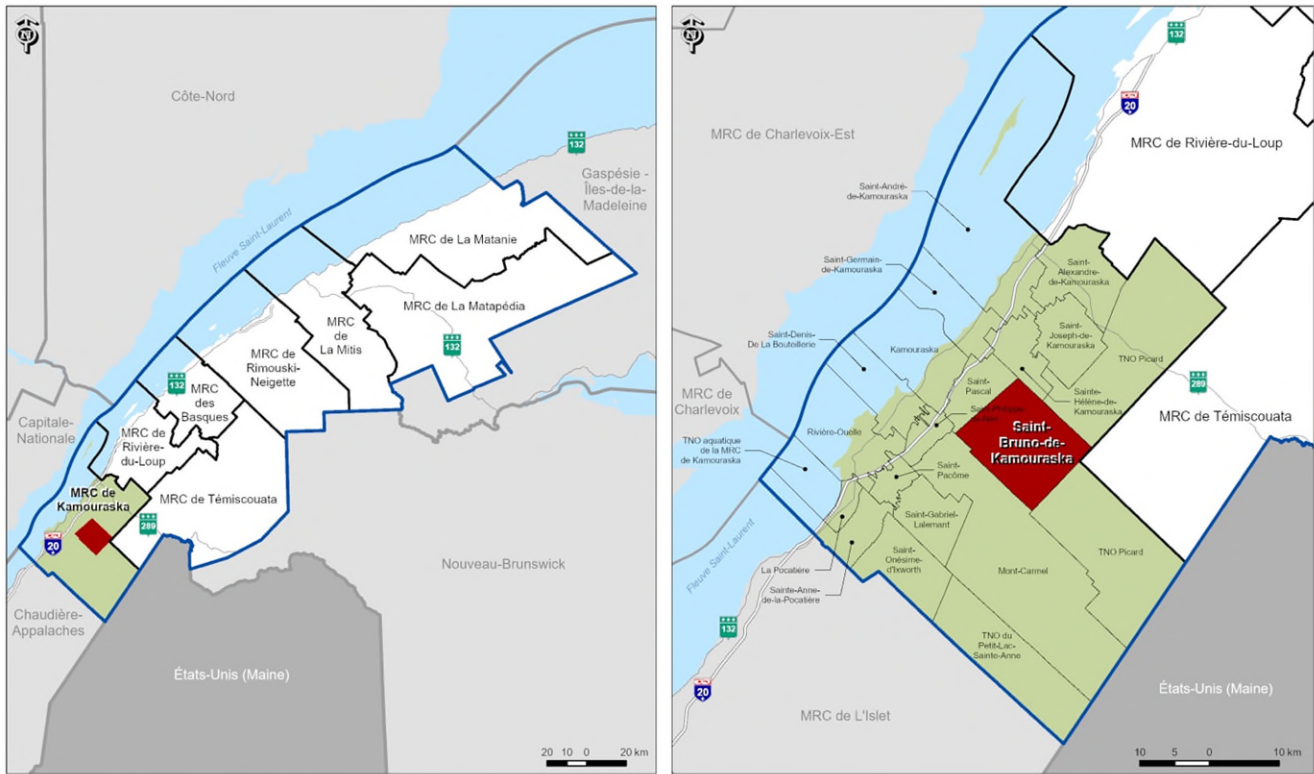 N
Côte-Nord
132
Gaspésie -
Îles-de-la-
Madeleine
Fleuve Saint-Laurent
MRC de La Matanie
MRC de La Matapédia
MRC
de
La Mitis
132
MRC de
Rimouski-
Neigette
132
MRC
des
Basques
Capitale-
Nationale
MRC de
Rivière-
du-Loup
MRC de Témiscouata
MRC de
Kamouraska
289
20
Nouveau-Brunswick
Chaudière-
Appalaches
États-Unis (Maine)
20 10 0 20 km
N
132
20
MRC de Charlevoix-Est
MRC de Rivière-du-Loup
Saint-André-
de-Kamouraska
Saint-Germain-
de-Kamouraska
Saint-
Alexandre-
de-Kamouraska
Saint-Denis-
De La Bouteillerie
Kamouraska
Saint-
Joseph-de-
Kamouraska
TNO Picard
289
MRC de
Charlevoix
Saint-
Pascal
Sainte-
Hélène-de-
Kamouraska
MRC de Témiscouata
Rivière-Ouelle
Saint-
Bruno-de-
Kamouraska
TNO aquatique
de la MRC
de Kamouraska
Saint-
Pacôme
Saint-Gabriel-
Lalemant
Fleuve Saint-Laurent
Saint-
Onésime-
d'Ixworth
TNO Picard
La Pocatière
Mont-Carmel
Sainte-Anne-
de-la-Pocatière
132
TNO du
Petit-Lac-
Sainte-Anne
20
États-Unis (Maine)
MRC de L'Islet
10 5 0 10 km